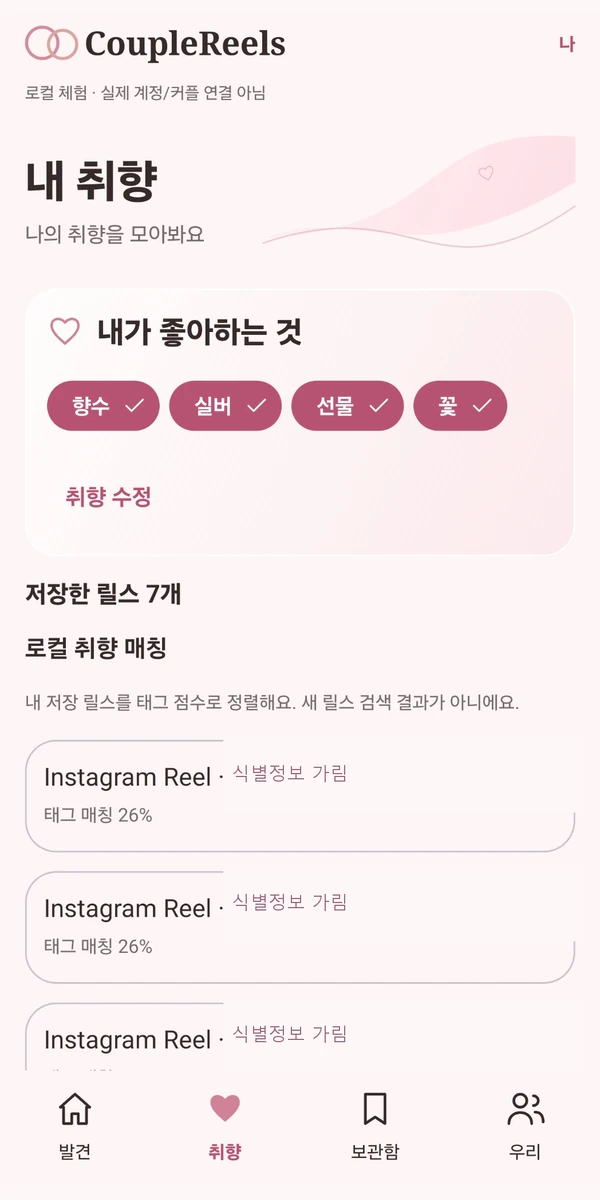 CoupleReels
나
로컬 체험 · 실제 계정/커플 연결 아님
내 취향
나의 취향을 모아봐요
내가 좋아하는 것
향수 실버 선물 꽃
취향 수정
저장한 릴스 7개
로컬 취향 매칭
내 저장 릴스를 태그 점수로 정렬해요. 새 릴스 검색 결과가 아니에요.
Instagram Reel · 식별정보 가림
태그 매칭 26%
Instagram Reel · 식별정보 가림
태그 매칭 26%
Instagram Reel · 식별정보 가림
발견 취향 보관함 우리